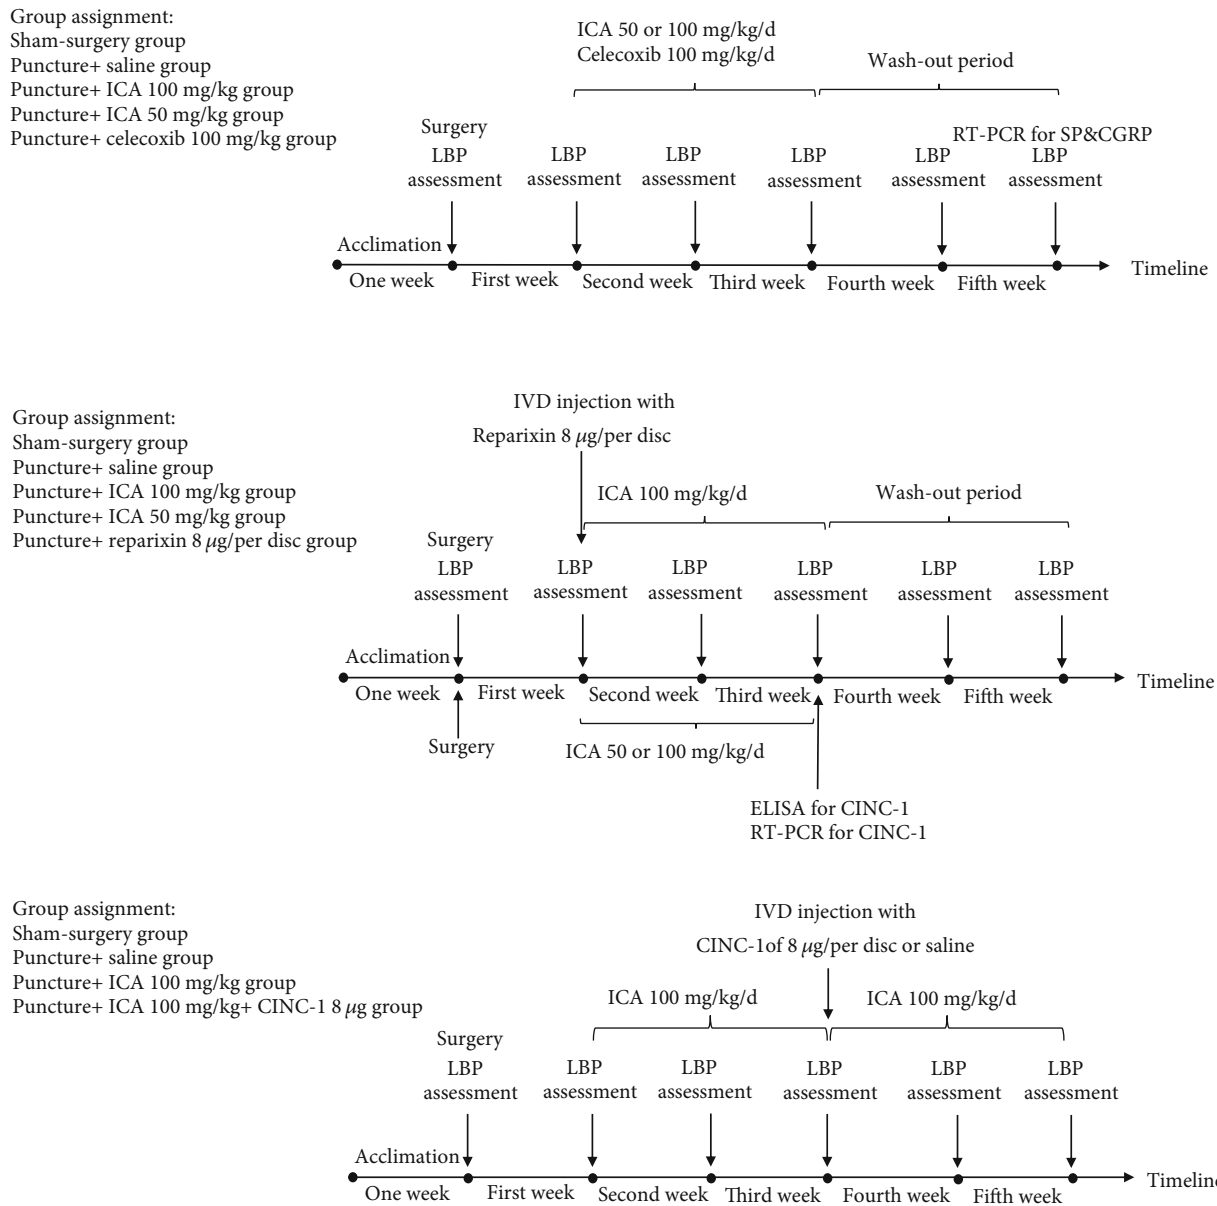 Group assignment:
Sham-surgery group
Puncture+ saline group
Puncture+ ICA 100 mg/kg group
Puncture+ ICA 50 mg/kg group
Puncture+ celecoxib 100 mg/kg group
ICA 50 or 100 mg/kg/d
Celecoxib 100 mg/kg/d
Wash-out period
RT-PCR for SP&CGRP
Surgery
LBP assessment
LBP assessment
LBP assessment
LBP assessment
LBP assessment
LBP assessment
Acclimation
One week
First week
Second week
Third week
Fourth week
Fifth week
Timeline
Group assignment:
Sham-surgery group
Puncture+ saline group
Puncture+ ICA 100 mg/kg group
Puncture+ ICA 50 mg/kg group
Puncture+ reparixin 8 μg/per disc group
IVD injection with
Reparixin 8 μg/per disc
ICA 100 mg/kg/d
Wash-out period
Surgery
LBP assessment
LBP assessment
LBP assessment
LBP assessment
LBP assessment
LBP assessment
Acclimation
One week
First week
Second week
Third week
Fourth week
Fifth week
Timeline
Surgery
ICA 50 or 100 mg/kg/d
ELISA for CINC-1
RT-PCR for CINC-1
Group assignment:
Sham-surgery group
Puncture+ saline group
Puncture+ ICA 100 mg/kg group
Puncture+ ICA 100 mg/kg+ CINC-1 8 μg group
IVD injection with
CINC-1of 8 μg/per disc or saline
ICA 100 mg/kg/d
ICA 100 mg/kg/d
Surgery
LBP assessment
LBP assessment
LBP assessment
LBP assessment
LBP assessment
LBP assessment
Acclimation
One week
First week
Second week
Third week
Fourth week
Fifth week
Timeline